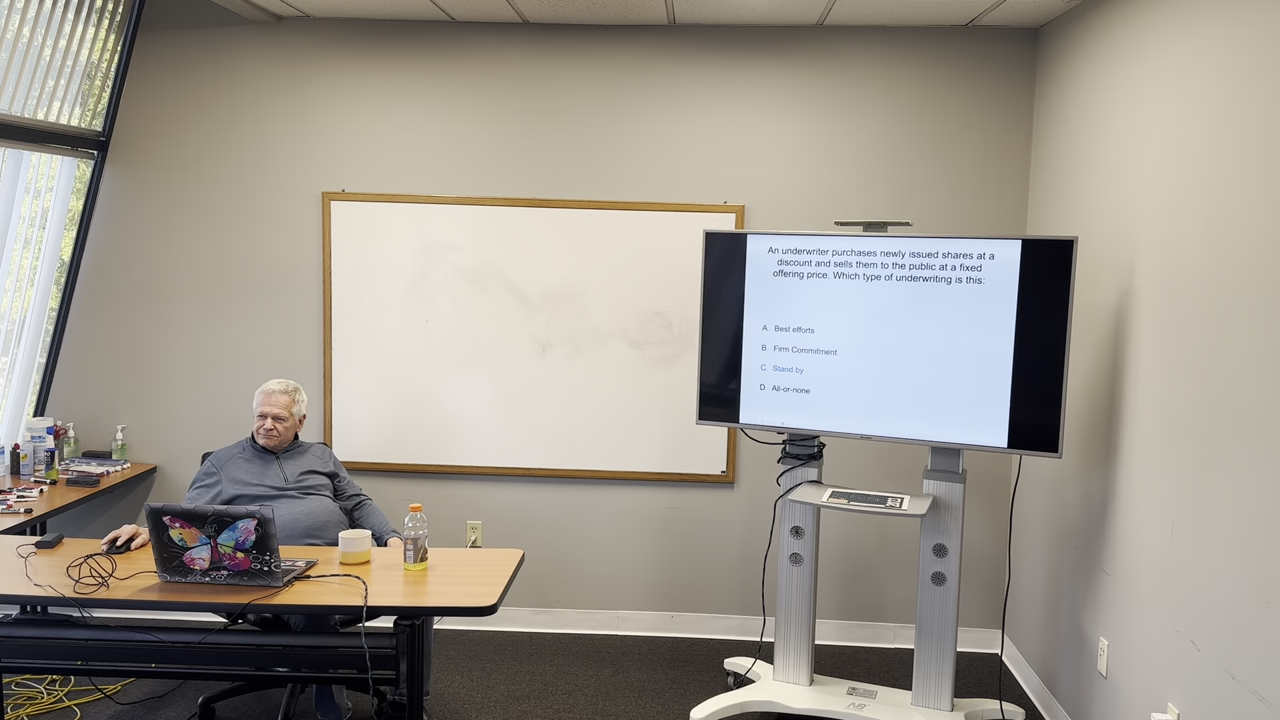 An underwriter purchases newly issued shares at a
discount and sells them to the public at a fixed
offering price. Which type of underwriting is this:
A. Best efforts
B. Firm Commitment
C. Stand by
D. All-or-none
NB